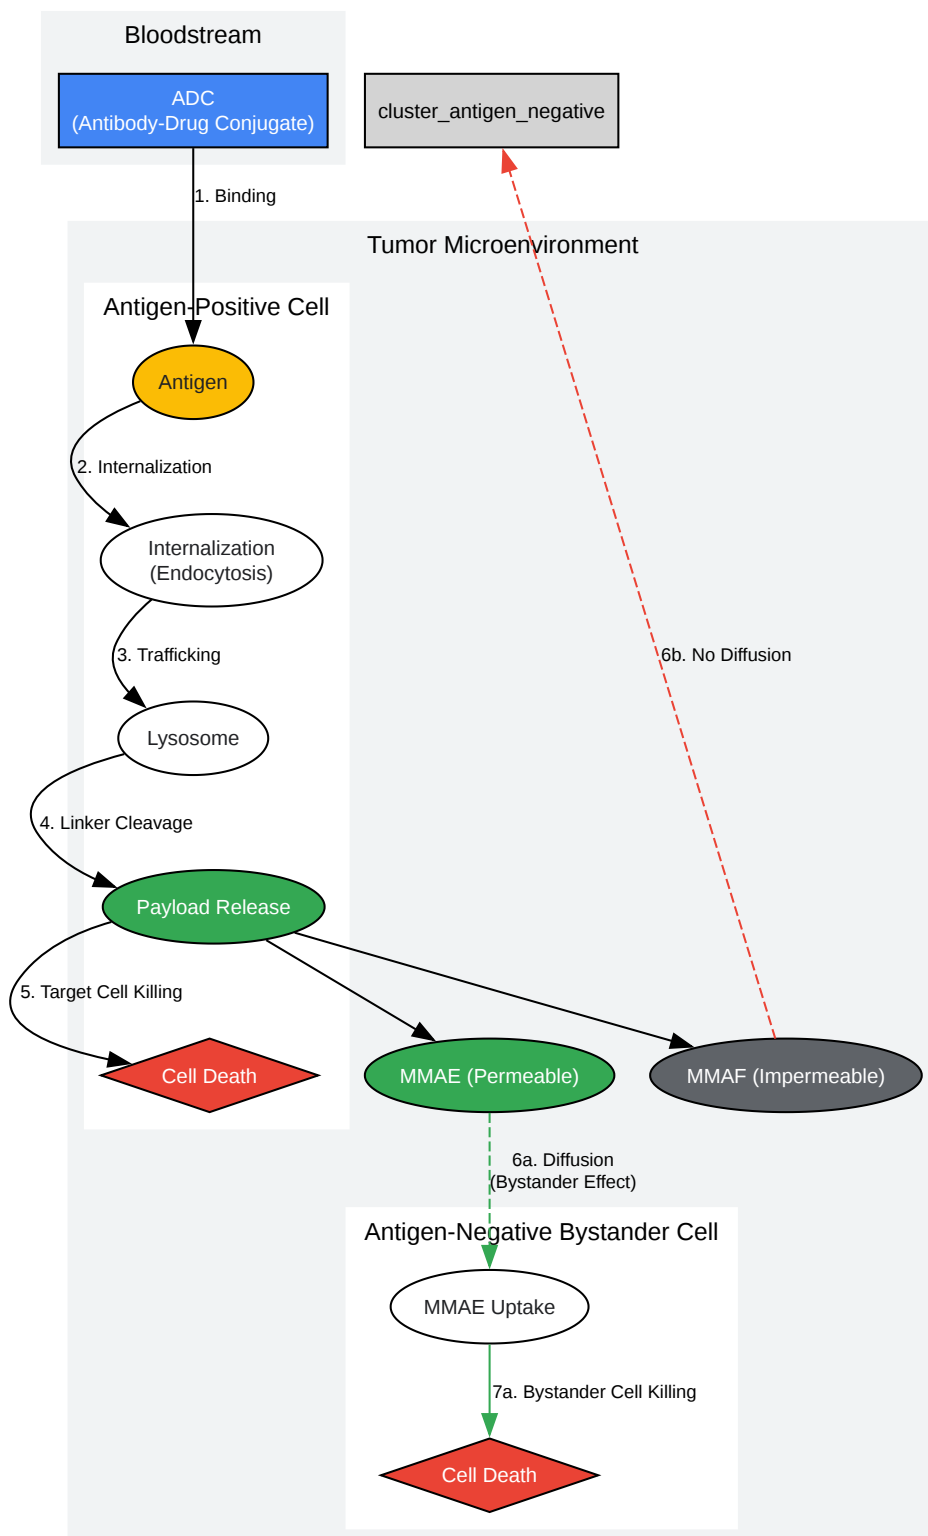 Bloodstream
ADC
(Antibody-Drug Conjugate)
cluster_antigen_negative
1. Binding
Tumor Microenvironment
Antigen-Positive Cell
Antigen
2. Internalization
Internalization
(Endocytosis)
3. Trafficking
6b. No Diffusion
Lysosome
4. Linker Cleavage
Payload Release
5. Target Cell Killing
Cell Death
MMAE (Permeable)
MMAF (Impermeable)
6a. Diffusion
(Bystander Effect)
Antigen-Negative Bystander Cell
MMAE Uptake
7a. Bystander Cell Killing
Cell Death